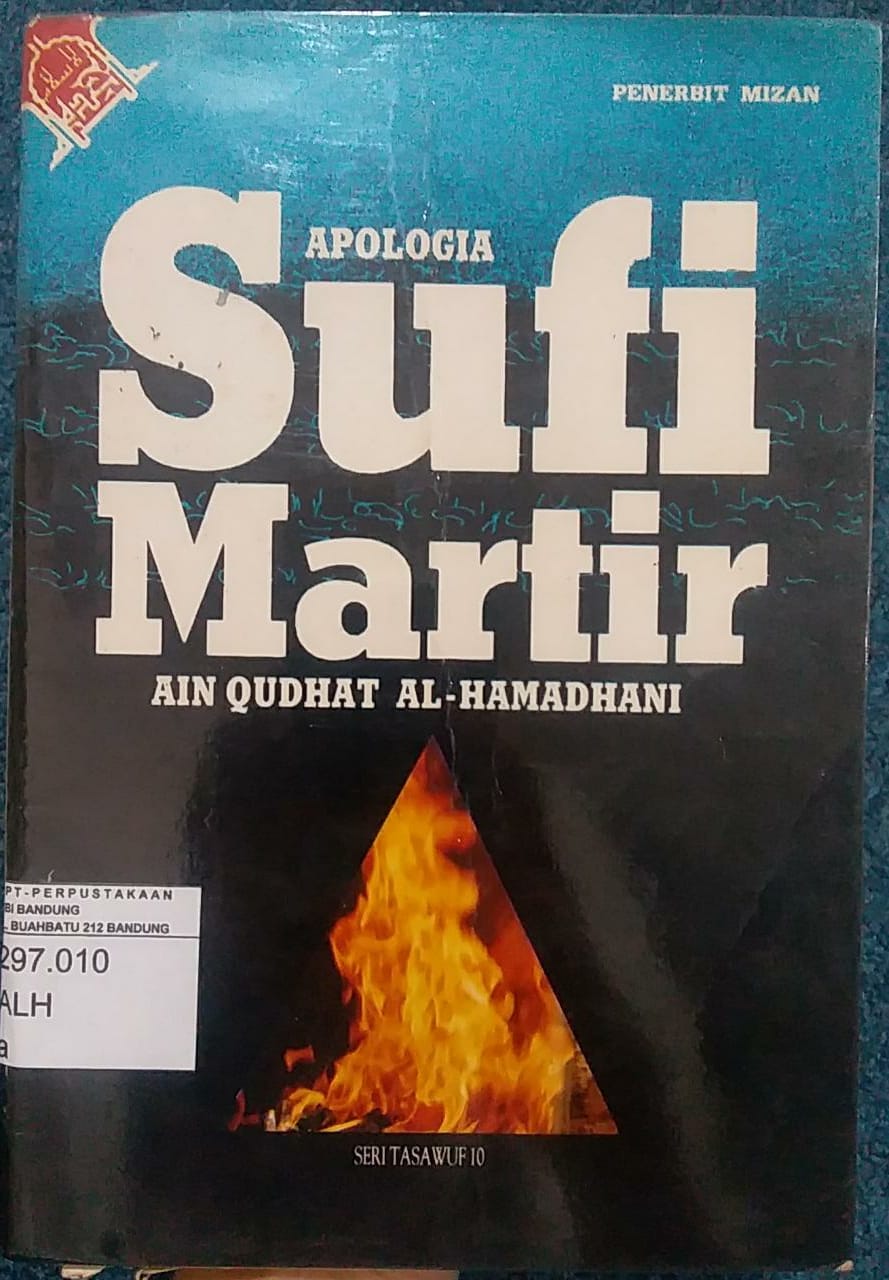 PENERBIT MIZAN
APOLOGIA
Sufi
Martir
AIN QUDHAT AL-HAMADHANI
PT-PERPUSTAKAAN
BI BANDUNG
BUAHBATU 212 BANDUNG
297.010
ALH
a
SERI TASAWUF 10